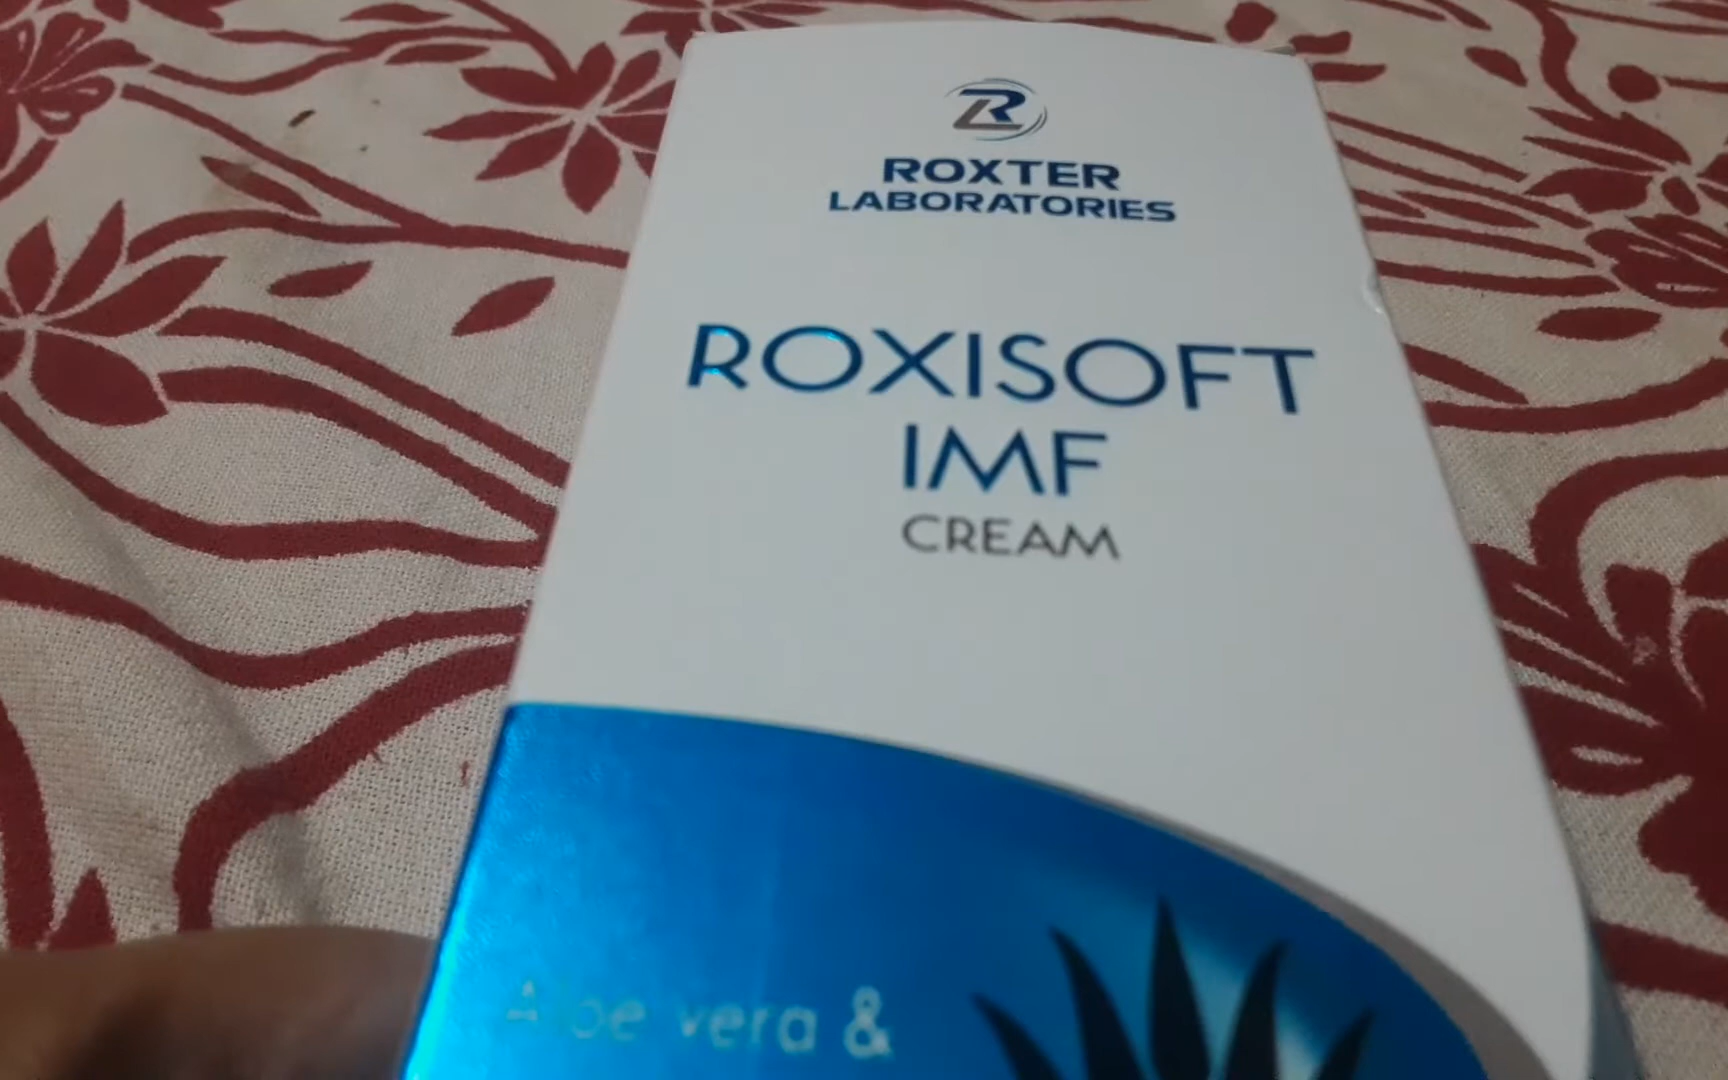 ROXTER
LABORATORIES
ROXISOFT
IMF
CREAM
Aloe vera &